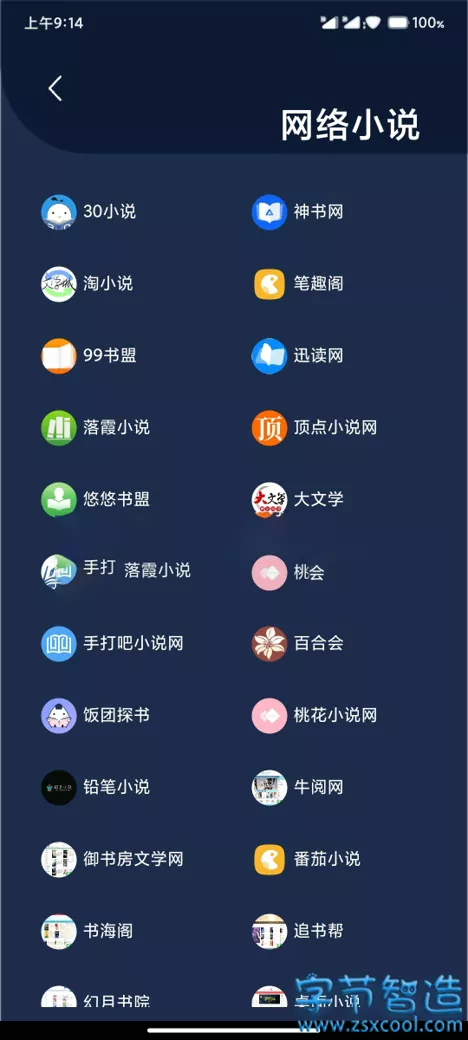 上午9:14
100%
网络小说
30小说
神书网
淘小说
笔趣阁
99书盟
迅读网
落霞小说
顶 顶点小说网
悠悠书盟
大文学 大文学
手打 落霞小说
桃会
手打吧小说网
百合会
饭团探书
桃花小说网
铅笔小说
牛阅网
御书房文学网
番茄小说
书海阁
追书帮
幻月书院
小说
字节智造
www.zsxcool.com